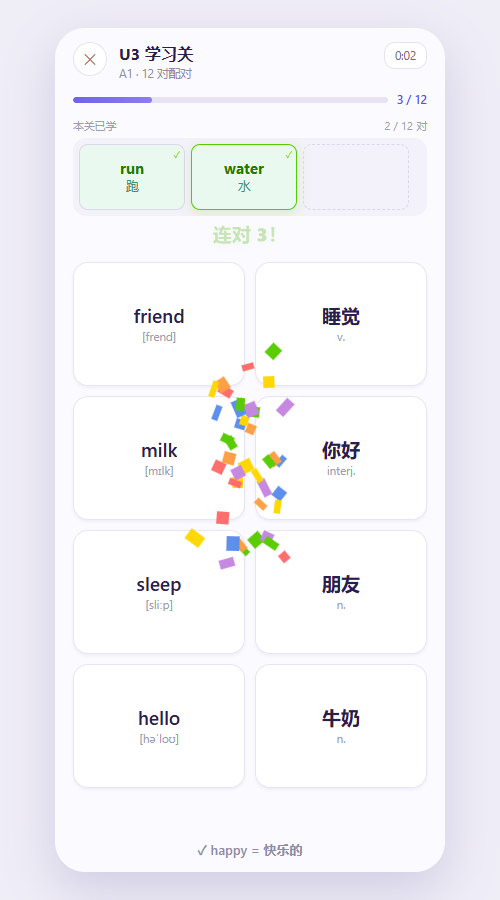 U3 学习关
0:02
A1 · 12 对配对
3 / 12
本关已学
2 / 12 对
run ✓
跑
water ✓
水
连对 3!
friend
[frend]
睡觉
v.
milk
[mɪlk]
你好
interj.
sleep
[sliːp]
朋友
n.
hello
[həˈloʊ]
牛奶
n.
✓ happy = 快乐的